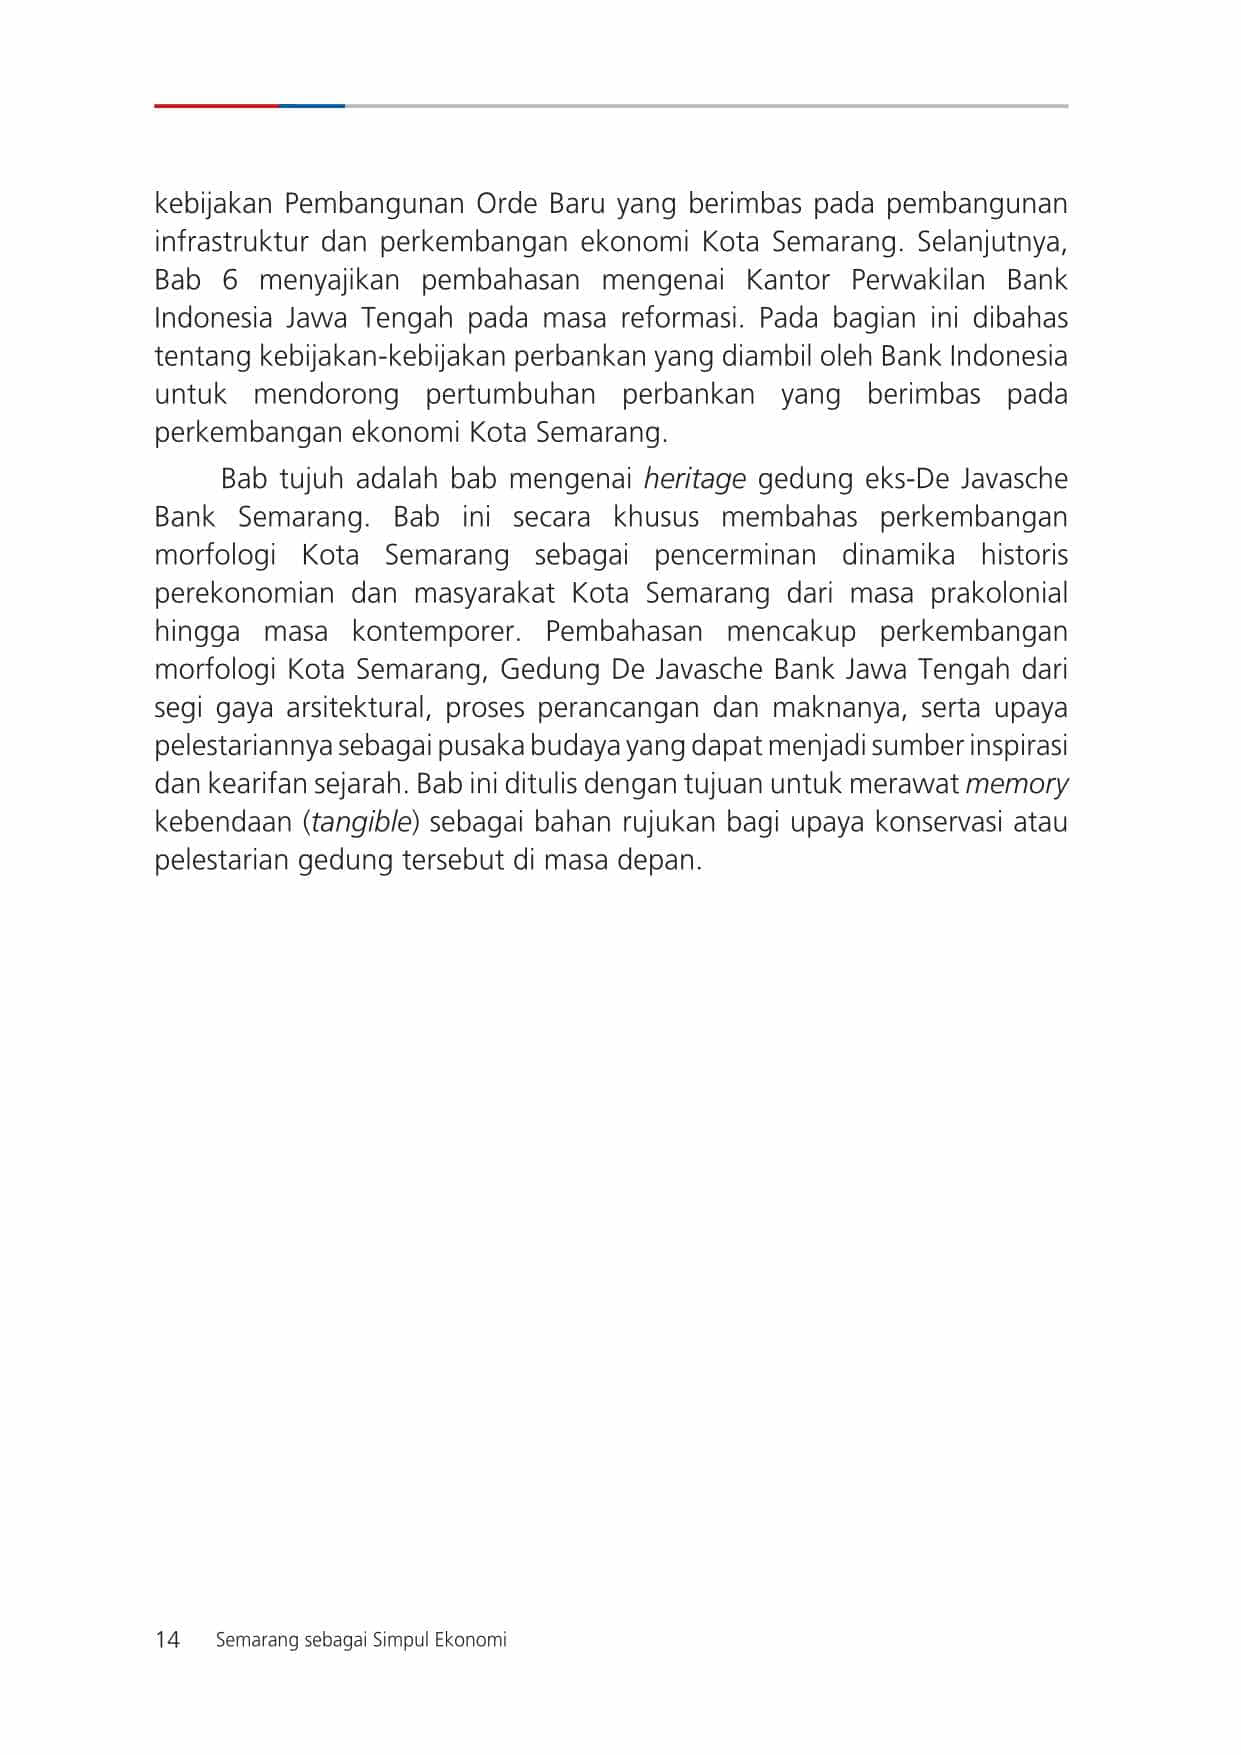 kebijakan Pembangunan Orde Baru yang berimbas pada pembangunan
infrastruktur dan perkembangan ekonomi Kota Semarang. Selanjutnya,
Bab 6 menyajikan pembahasan mengenai Kantor Perwakilan Bank
Indonesia Jawa Tengah pada masa reformasi. Pada bagian ini dibahas
tentang kebijakan-kebijakan perbankan yang diambil oleh Bank Indonesia
untuk mendorong pertumbuhan perbankan yang berimbas pada
perkembangan ekonomi Kota Semarang.
Bab tujuh adalah bab mengenai heritage gedung eks-De Javasche
Bank Semarang. Bab ini secara khusus membahas perkembangan
morfologi Kota Semarang sebagai pencerminan dinamika historis
perekonomian dan masyarakat Kota Semarang dari masa prakolonial
hingga masa kontemporer. Pembahasan mencakup perkembangan
morfologi Kota Semarang, Gedung De Javasche Bank Jawa Tengah dari
segi gaya arsitektural, proses perancangan dan maknanya, serta upaya
pelestariannya sebagai pusaka budaya yang dapat menjadi sumber inspirasi
dan kearifan sejarah. Bab ini ditulis dengan tujuan untuk merawat memory
kebendaan (tangible) sebagai bahan rujukan bagi upaya konservasi atau
pelestarian gedung tersebut di masa depan.
14 Semarang sebagai Simpul Ekonomi